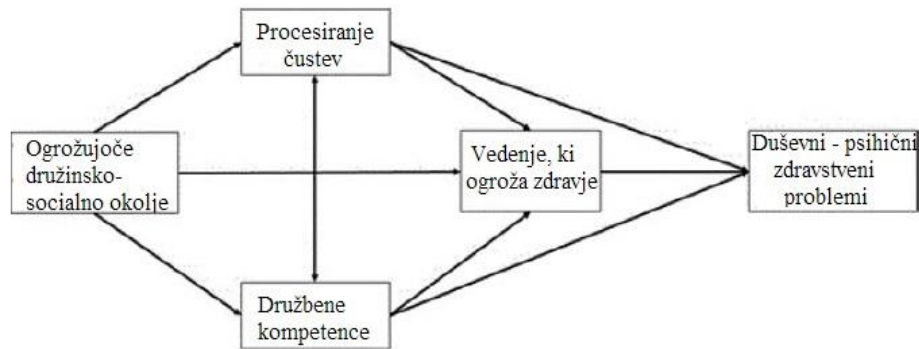 Procesiranje
čustev
Ogrožujoče
družinsko-
socialno okolje
Vedenje, ki
ogroža zdravje
Duševni - psihični
zdravstveni
problemi
Družbene
kompetence